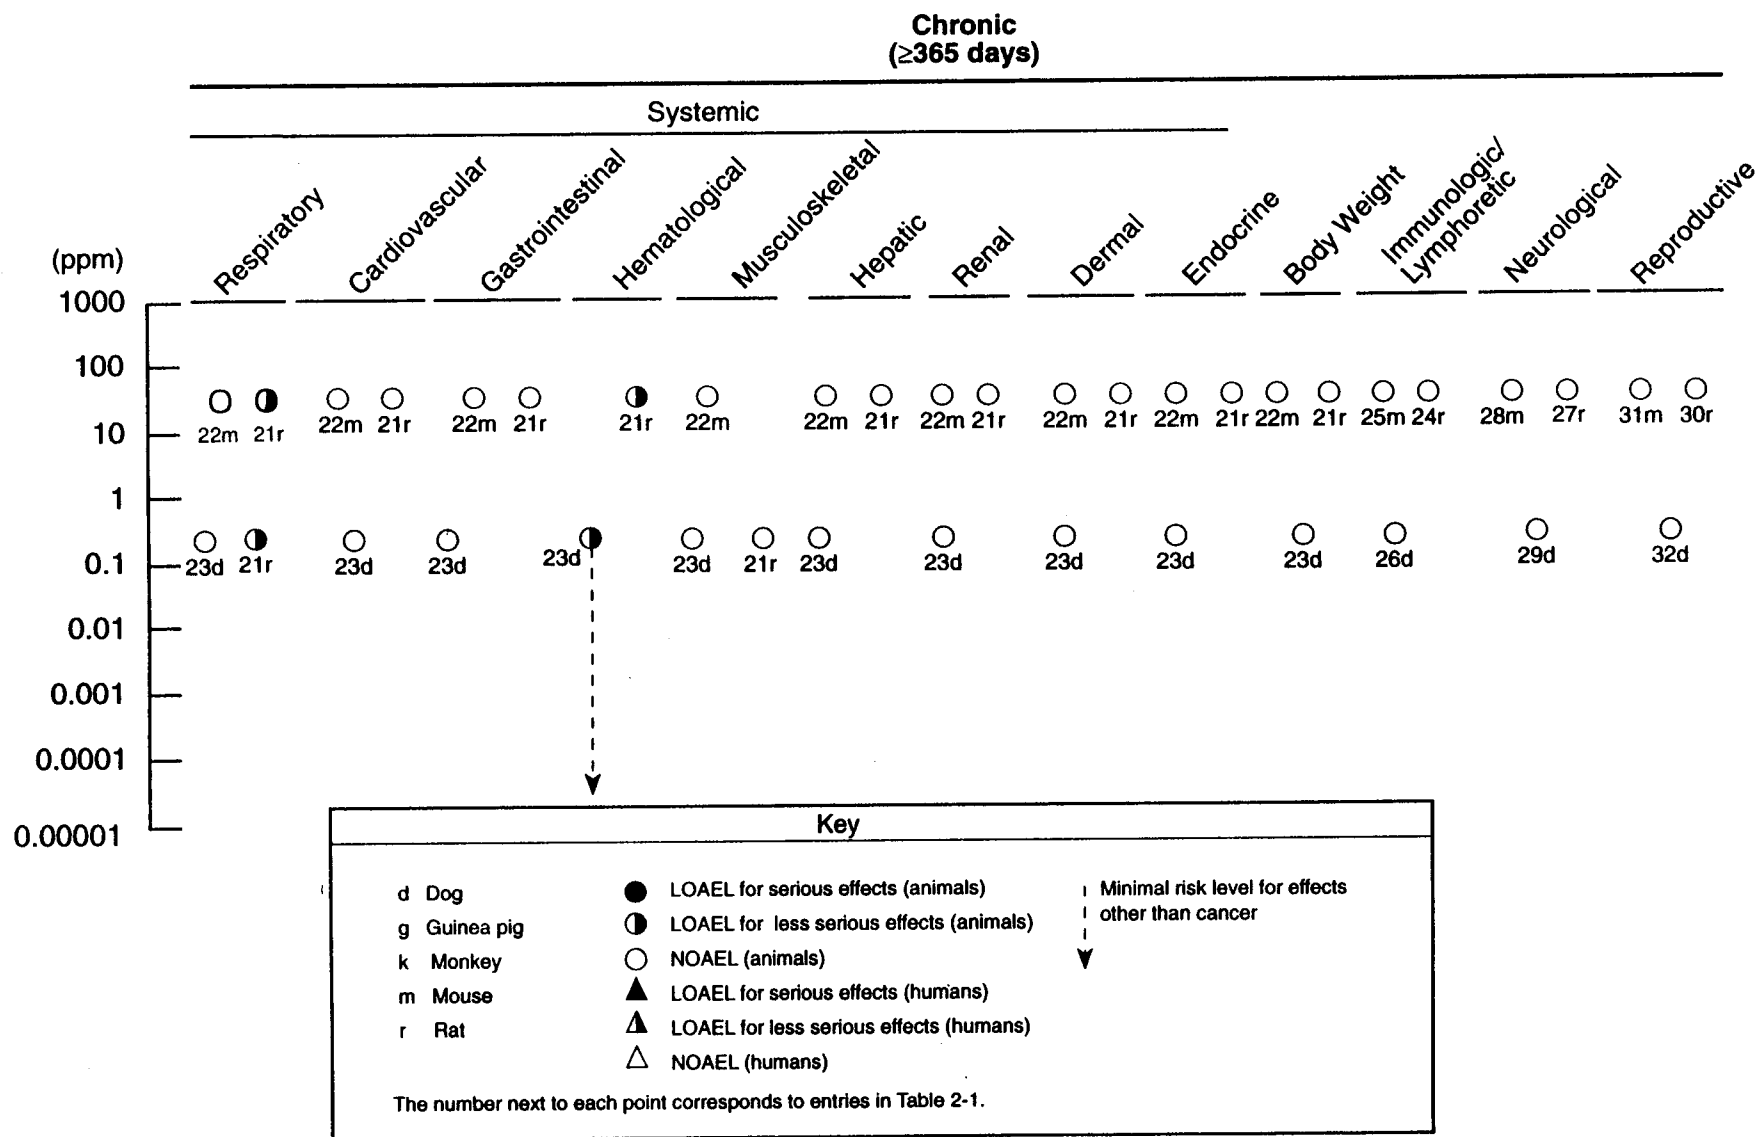 Chronic
(≥365 days)
Systemic
(ppm)
Respiratory
Cardiovascular
Gastrointestinal
Hematological
Musculoskeletal
Hepatic
Renal
Dermal
Endocrine
Body Weight
Immunologic/
Lymphoretic
Neurological
Reproductive
1000
100
22m 21r 22m 21r 22m 21r 21r 22m 22m 21r 22m 21r 22m 21r 22m 21r 22m 21r 25m 24r 28m 27r 31m 30r
10
1
23d 21r 23d 23d 23d 23d 21r 23d 23d 23d 23d 23d 26d 29d 32d
0.1
0.01
0.001
0.0001
0.00001
Key
d Dog
g Guinea pig
k Monkey
m Mouse
r Rat
LOAEL for serious effects (animals)
LOAEL for less serious effects (animals)
NOAEL (animals)
LOAEL for serious effects (humans)
LOAEL for less serious effects (humans)
NOAEL (humans)
Minimal risk level for effects
other than cancer
The number next to each point corresponds to entries in Table 2-1.